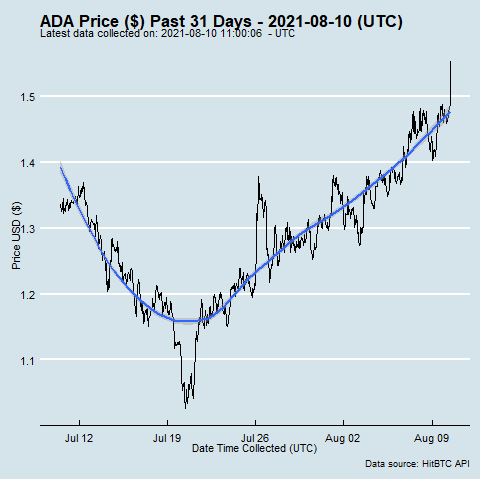 ADA Price ($) Past 31 Days - 2021-08-10 (UTC)
Latest data collected on: 2021-08-10 11:00:06  - UTC
Price USD ($)
1.5
1.4
1.3
1.2
1.1
Jul 12 Jul 19 Jul 26 Aug 02 Aug 09
Date Time Collected (UTC)
Data source: HitBTC API